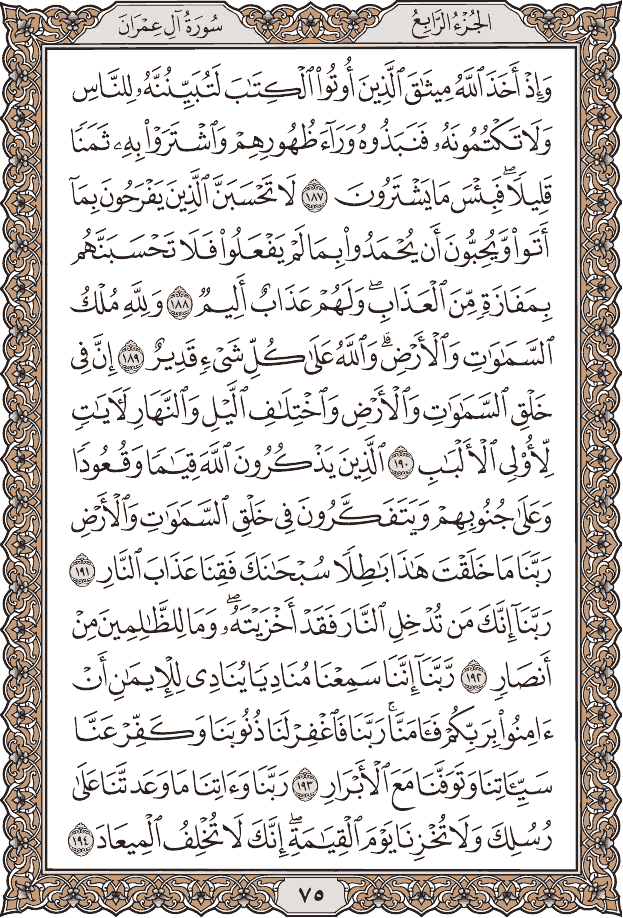 الجُزْءُ الرَّابِعُ
سُورَةُ آلِ عِمْرَان
وَإِذْ أَخَذَ ٱللَّهُ مِيثَٰقَ ٱلَّذِينَ أُوتُوا۟ ٱلْكِتَٰبَ لَتُبَيِّنُنَّهُۥ لِلنَّاسِ
وَلَا تَكْتُمُونَهُۥ فَنَبَذُوهُ وَرَآءَ ظُهُورِهِمْ وَٱشْتَرَوْا۟ بِهِۦ ثَمَنًا
قَلِيلًا ۖ فَبِئْسَ مَا يَشْتَرُونَ ١٨٧ لَا تَحْسَبَنَّ ٱلَّذِينَ يَفْرَحُونَ بِمَآ
أَتَوا۟ وَّيُحِبُّونَ أَن يُحْمَدُوا۟ بِمَا لَمْ يَفْعَلُوا۟ فَلَا تَحْسَبَنَّهُم
بِمَفَازَةٍ مِّنَ ٱلْعَذَابِ ۖ وَلَهُمْ عَذَابٌ أَلِيمٌ ١٨٨ وَلِلَّهِ مُلْكُ
ٱلسَّمَٰوَٰتِ وَٱلْأَرْضِ ۗ وَٱللَّهُ عَلَىٰ كُلِّ شَىْءٍ قَدِيرٌ ١٨٩ إِنَّ فِى
خَلْقِ ٱلسَّمَٰوَٰتِ وَٱلْأَرْضِ وَٱخْتِلَٰفِ ٱلَّيْلِ وَٱلنَّهَارِ لَءَايَٰتٍ
لِّأُو۟لِى ٱلْأَلْبَٰبِ ١٩٠ ٱلَّذِينَ يَذْكُرُونَ ٱللَّهَ قِيَٰمًا وَقُعُودًا
وَعَلَىٰ جُنُوبِهِمْ وَيَتَفَكَّرُونَ فِى خَلْقِ ٱلسَّمَٰوَٰتِ وَٱلْأَرْضِ
رَبَّنَا مَا خَلَقْتَ هَٰذَا بَٰطِلًا سُبْحَٰنَكَ فَقِنَا عَذَابَ ٱلنَّارِ ١٩١
رَبَّنَآ إِنَّكَ مَن تُدْخِلِ ٱلنَّارَ فَقَدْ أَخْزَيْتَهُۥ ۖ وَمَا لِلظَّٰلِمِينَ مِنْ
أَنصَارٍ ١٩٢ رَّبَّنَآ إِنَّنَا سَمِعْنَا مُنَادِيًا يُنَادِى لِلْإِيمَٰنِ أَنْ
ءَامِنُوا۟ بِرَبِّكُمْ فَـَٔامَنَّا ۚ رَبَّنَا فَٱغْفِرْ لَنَا ذُنُوبَنَا وَكَفِّرْ عَنَّا
سَيِّـَٔاتِنَا وَتَوَفَّنَا مَعَ ٱلْأَبْرَارِ ١٩٣ رَبَّنَا وَءَاتِنَا مَا وَعَدتَّنَا عَلَىٰ
رُسُلِكَ وَلَا تُخْزِنَا يَوْمَ ٱلْقِيَٰمَةِ ۗ إِنَّكَ لَا تُخْلِفُ ٱلْمِيعَادَ ١٩٤
٧٥